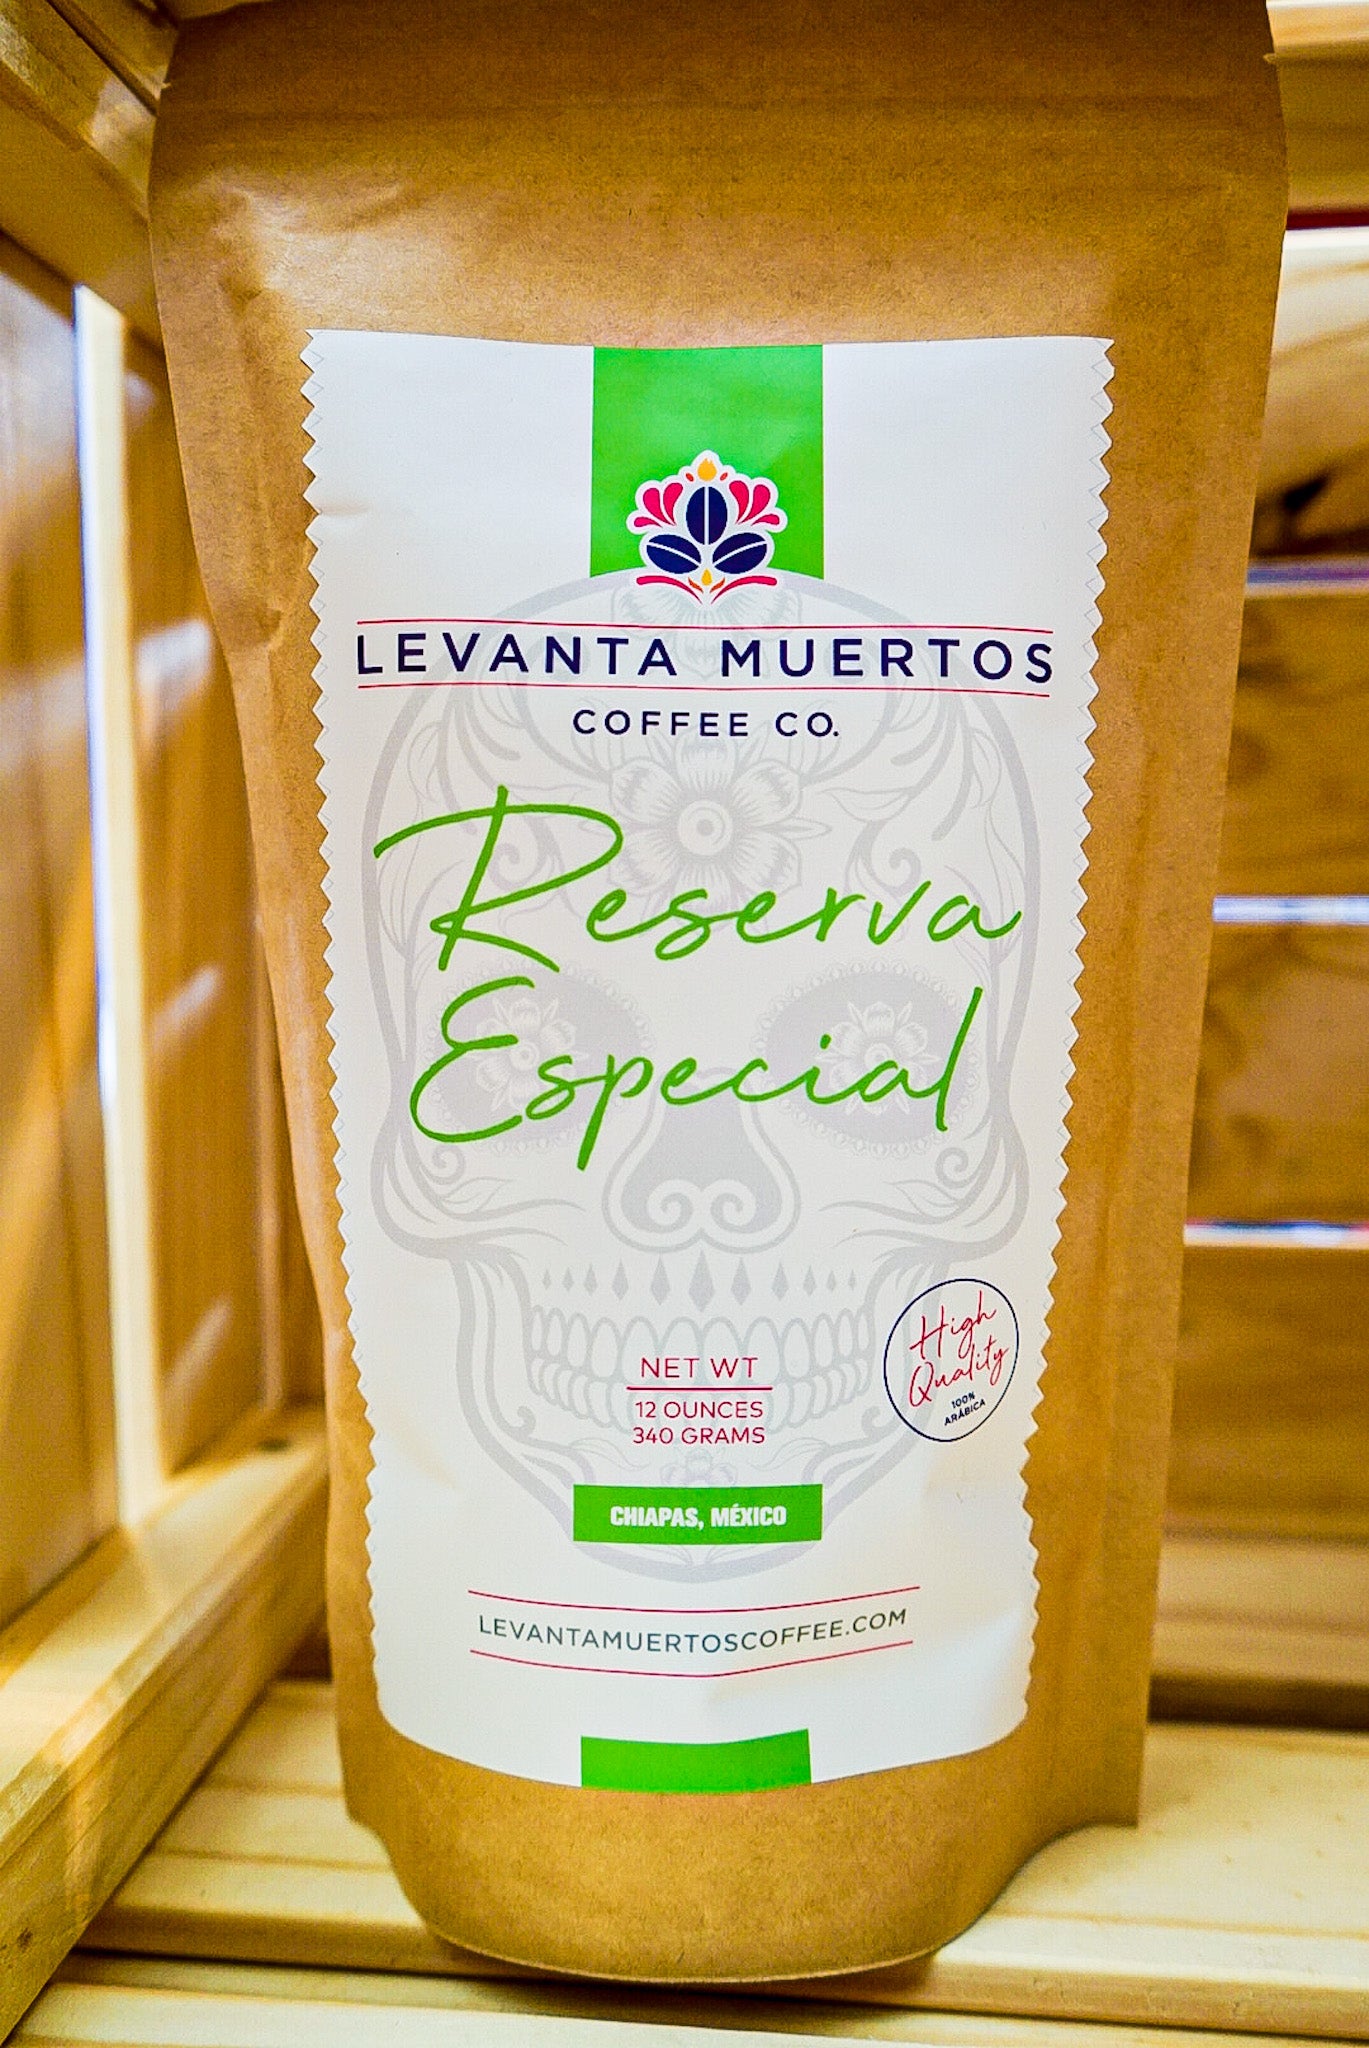 LEVANTA MUERTOS
COFFEE CO.
Reserva
Especial
High
Quality
100%
ARÁBICA
NET WT
12 OUNCES
340 GRAMS
CHIAPAS, MÉXICO
LEVANTAMUERTOSCOFFEE.COM